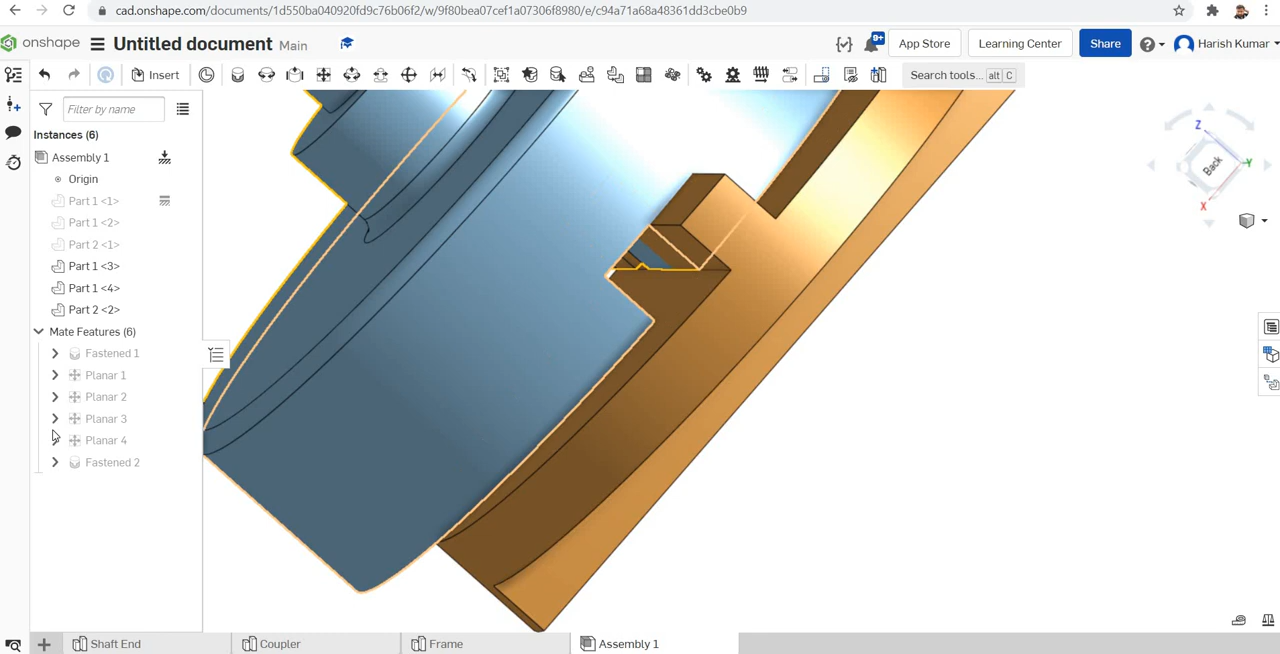 cad.onshape.com/documents/1d550ba040920fd9c76b06f2/w/9f80bea07cef1a07306f8980/e/c94a71a68a48361dd3cbe0b9
onshape Untitled document Main 9+ App Store Learning Center Share Harish Kumar
Insert Search tools... alt C
Filter by name
Instances (6)
Assembly 1
Origin
Part 1 <1>
Part 1 <2>
Part 2 <1>
Part 1 <3>
Part 1 <4>
Part 2 <2>
Mate Features (6)
Fastened 1
Planar 1
Planar 2
Planar 3
Planar 4
Fastened 2
Z
Back
Y
X
Shaft End Coupler Frame Assembly 1